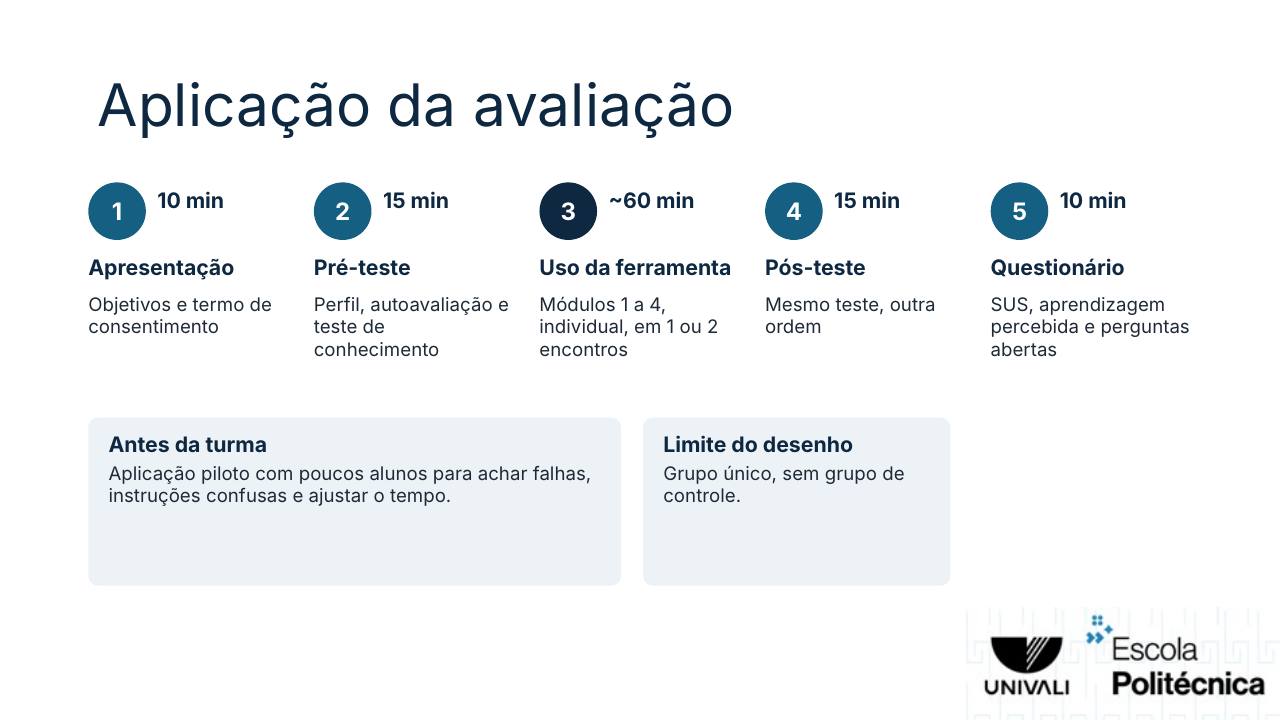 Aplicação da avaliação
1
10 min
Apresentação
Objetivos e termo de
consentimento
2
15 min
Pré-teste
Perfil, autoavaliação e
teste de
conhecimento
3
~60 min
Uso da ferramenta
Módulos 1 a 4,
individual, em 1 ou 2
encontros
4
15 min
Pós-teste
Mesmo teste, outra
ordem
5
10 min
Questionário
SUS, aprendizagem
percebida e perguntas
abertas
Antes da turma
Aplicação piloto com poucos alunos para achar falhas,
instruções confusas e ajustar o tempo.
Limite do desenho
Grupo único, sem grupo de
controle.
UNIVALI
Escola
Politécnica